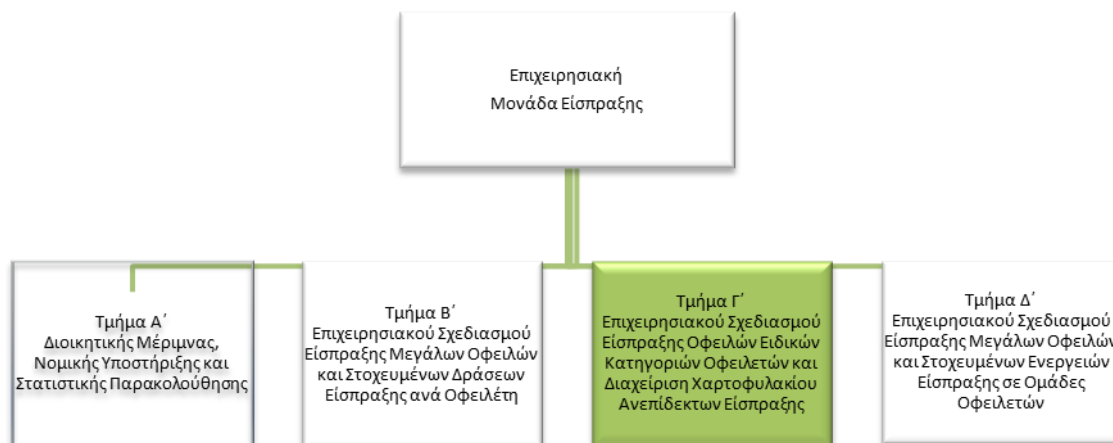 Επιχειρησιακή
Μονάδα Είσπραξης
Τμήμα Α΄
Διοικητικής Μέριμνας,
Νομικής Υποστήριξης και
Στατιστικής Παρακολούθησης
Τμήμα Β΄
Επιχειρησιακού Σχεδιασμού
Είσπραξης Μεγάλων Οφειλών
και Στοχευμένων Δράσεων
Είσπραξης ανά Οφειλέτη
Τμήμα Γ΄
Επιχειρησιακού Σχεδιασμού
Είσπραξης Οφειλών Ειδικών
Κατηγοριών Οφειλετών και
Διαχείριση Χαρτοφυλακίου
Ανεπίδεκτων Είσπραξης
Τμήμα Δ΄
Επιχειρησιακού Σχεδιασμού
Είσπραξης Μεγάλων Οφειλών
και Στοχευμένων Ενεργειών
Είσπραξης σε Ομάδες
Οφειλετών